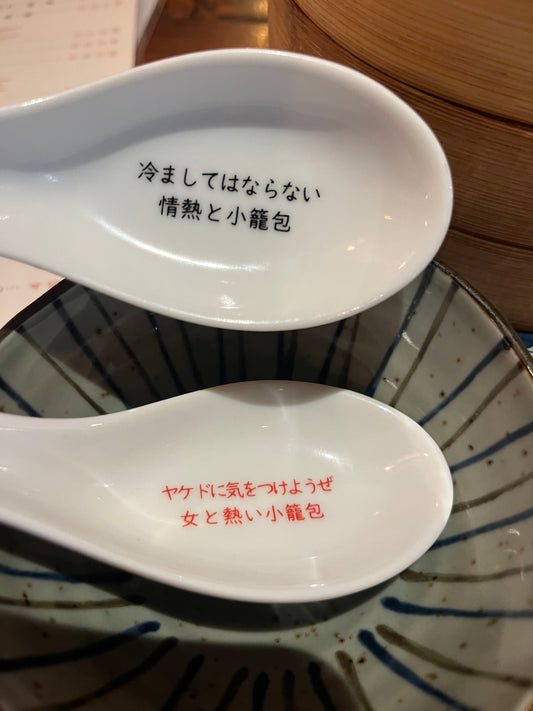 冷ましてはならない
情熱と小籠包
ヤケドに気をつけようぜ
女と熱い小籠包